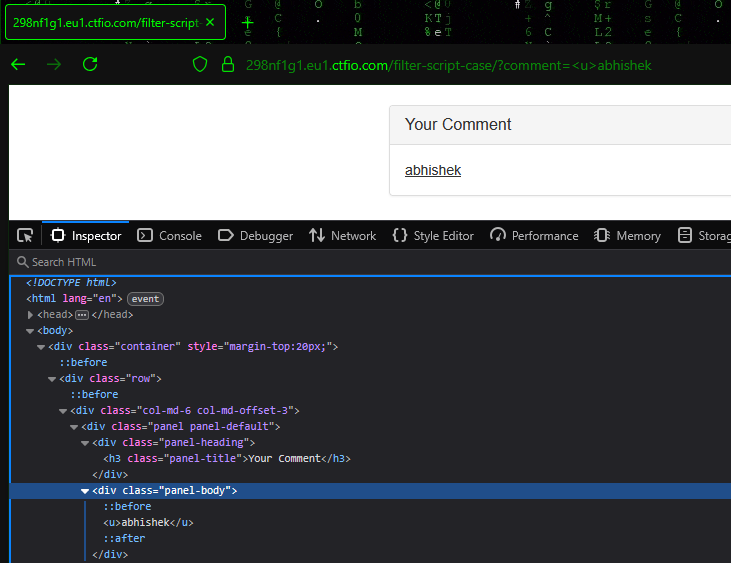 298nf1g1.eu1.ctfio.com/filter-script-
298nf1g1.eu1.ctfio.com/filter-script-case/?comment=<u>abhishek
Your Comment
abhishek
Inspector Console Debugger Network Style Editor Performance Memory Storag
Search HTML
<!DOCTYPE html>
<html lang="en"> event
<head> ••• </head>
<body>
<div class="container" style="margin-top:20px;">
::before
<div class="row">
::before
<div class="col-md-6 col-md-offset-3">
<div class="panel panel-default">
<div class="panel-heading">
<h3 class="panel-title">Your Comment</h3>
</div>
<div class="panel-body">
::before
<u>abhishek</u>
::after
</div>